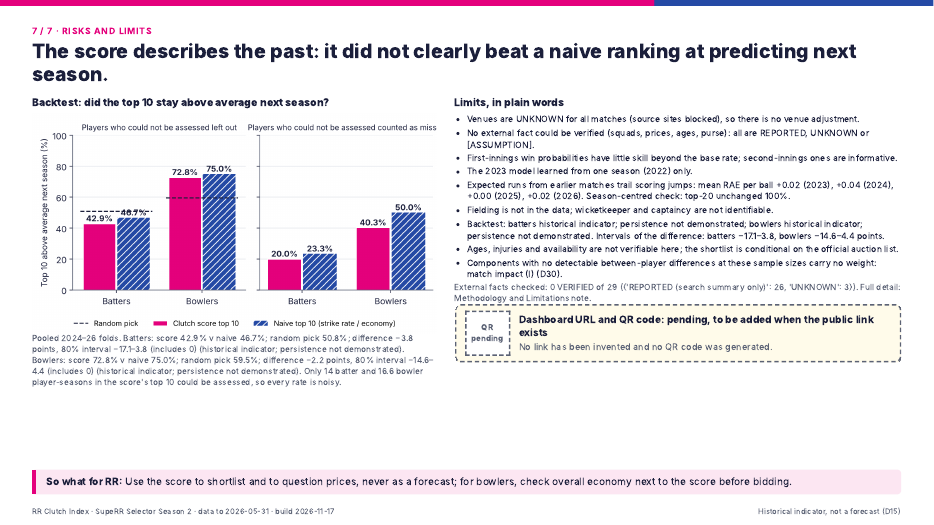 7 / 7 · RISKS AND LIMITS
The score describes the past: it did not clearly beat a naive ranking at predicting next
season.
Backtest: did the top 10 stay above average next season?
Players who could not be assessed left out
Players who could not be assessed counted as miss
Top 10 above average next season (%)
100
80
60
40
20
0
42.9%
46.7%
72.8%
75.0%
20.0%
23.3%
40.3%
50.0%
Batters
Bowlers
Batters
Bowlers
Random pick
Clutch score top 10
Naive top 10 (strike rate / economy)
Pooled 2024–26 folds. Batters: score 42.9% v naive 46.7%; random pick 50.8%; difference −3.8
points, 80% interval −17.1–3.8 (includes 0) (historical indicator; persistence not demonstrated).
Bowlers: score 72.8% v naive 75.0%; random pick 59.5%; difference −2.2 points, 80% interval −14.6–
4.4 (includes 0) (historical indicator; persistence not demonstrated). Only 14 batter and 16.6 bowler
player-seasons in the score's top 10 could be assessed, so every rate is noisy.
Limits, in plain words
• Venues are UNKNOWN for all matches (source sites blocked), so there is no venue adjustment.
• No external fact could be verified (squads, prices, ages, purse): all are REPORTED, UNKNOWN or
[ASSUMPTION].
• First-innings win probabilities have little skill beyond the base rate; second-innings ones are informative.
• The 2023 model learned from one season (2022) only.
• Expected runs from earlier matches trail scoring jumps: mean RAE per ball +0.02 (2023), +0.04 (2024),
+0.00 (2025), +0.02 (2026). Season-centred check: top-20 unchanged 100%.
• Fielding is not in the data; wicketkeeper and captaincy are not identifiable.
• Backtest: batters historical indicator; persistence not demonstrated; bowlers historical indicator;
persistence not demonstrated. Intervals of the difference: batters −17.1–3.8, bowlers −14.6–4.4 points.
• Ages, injuries and availability are not verifiable here; the shortlist is conditional on the official auction list.
• Components with no detectable between-player differences at these sample sizes carry no weight:
match impact (I) (D30).
External facts checked: 0 VERIFIED of 29 ({'REPORTED (search summary only)': 26, 'UNKNOWN': 3}). Full detail:
Methodology and Limitations note.
QR
pending
Dashboard URL and QR code: pending, to be added when the public link
exists
No link has been invented and no QR code was generated.
So what for RR: Use the score to shortlist and to question prices, never as a forecast; for bowlers, check overall economy next to the score before bidding.
RR Clutch Index · SupeRR Selector Season 2 · data to 2026-05-31 · build 2026-11-17
Historical indicator, not a forecast (D15)